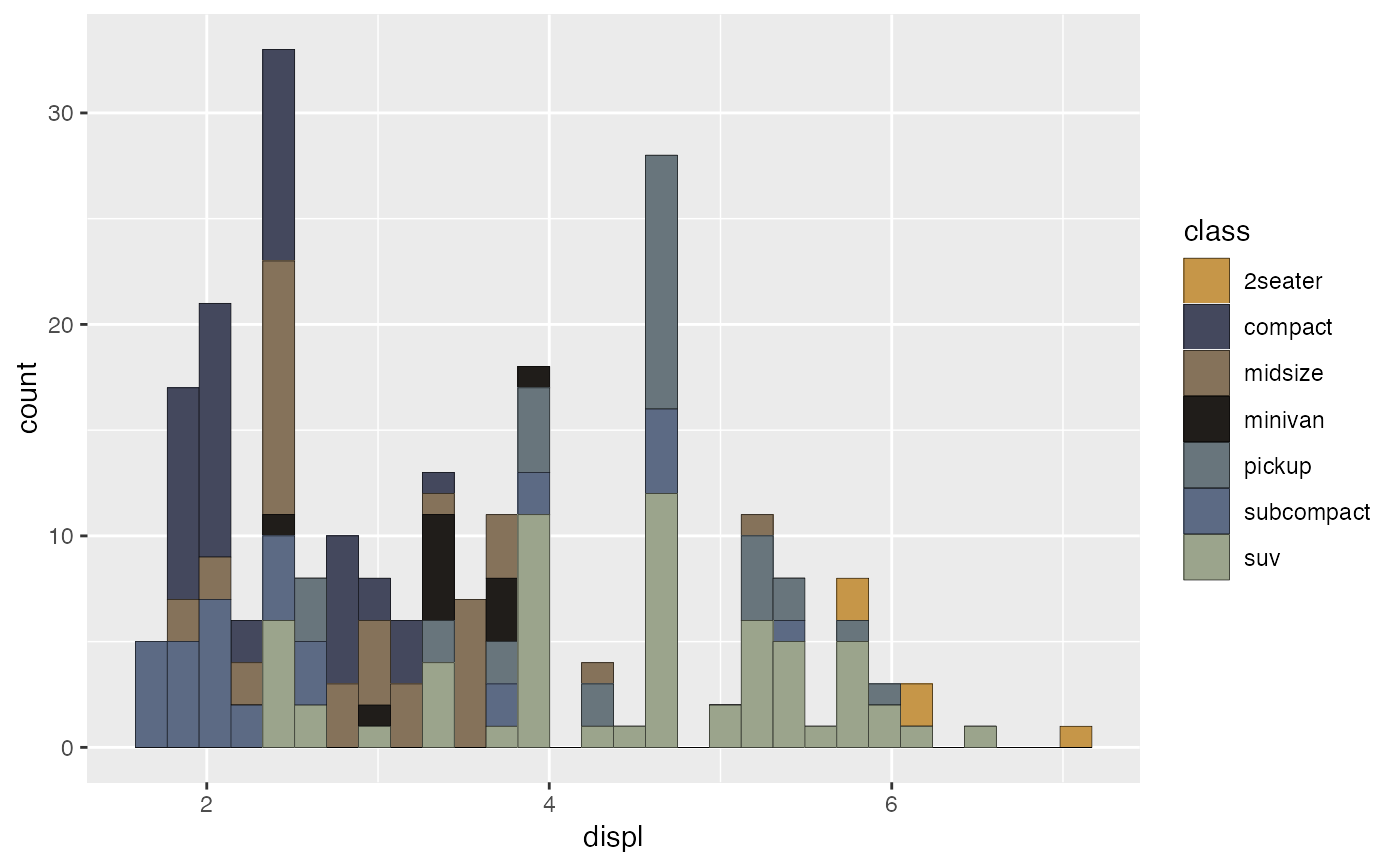 30
20
10
0
count
2
4
6
displ
class
2seater
compact
midsize
minivan
pickup
subcompact
suv